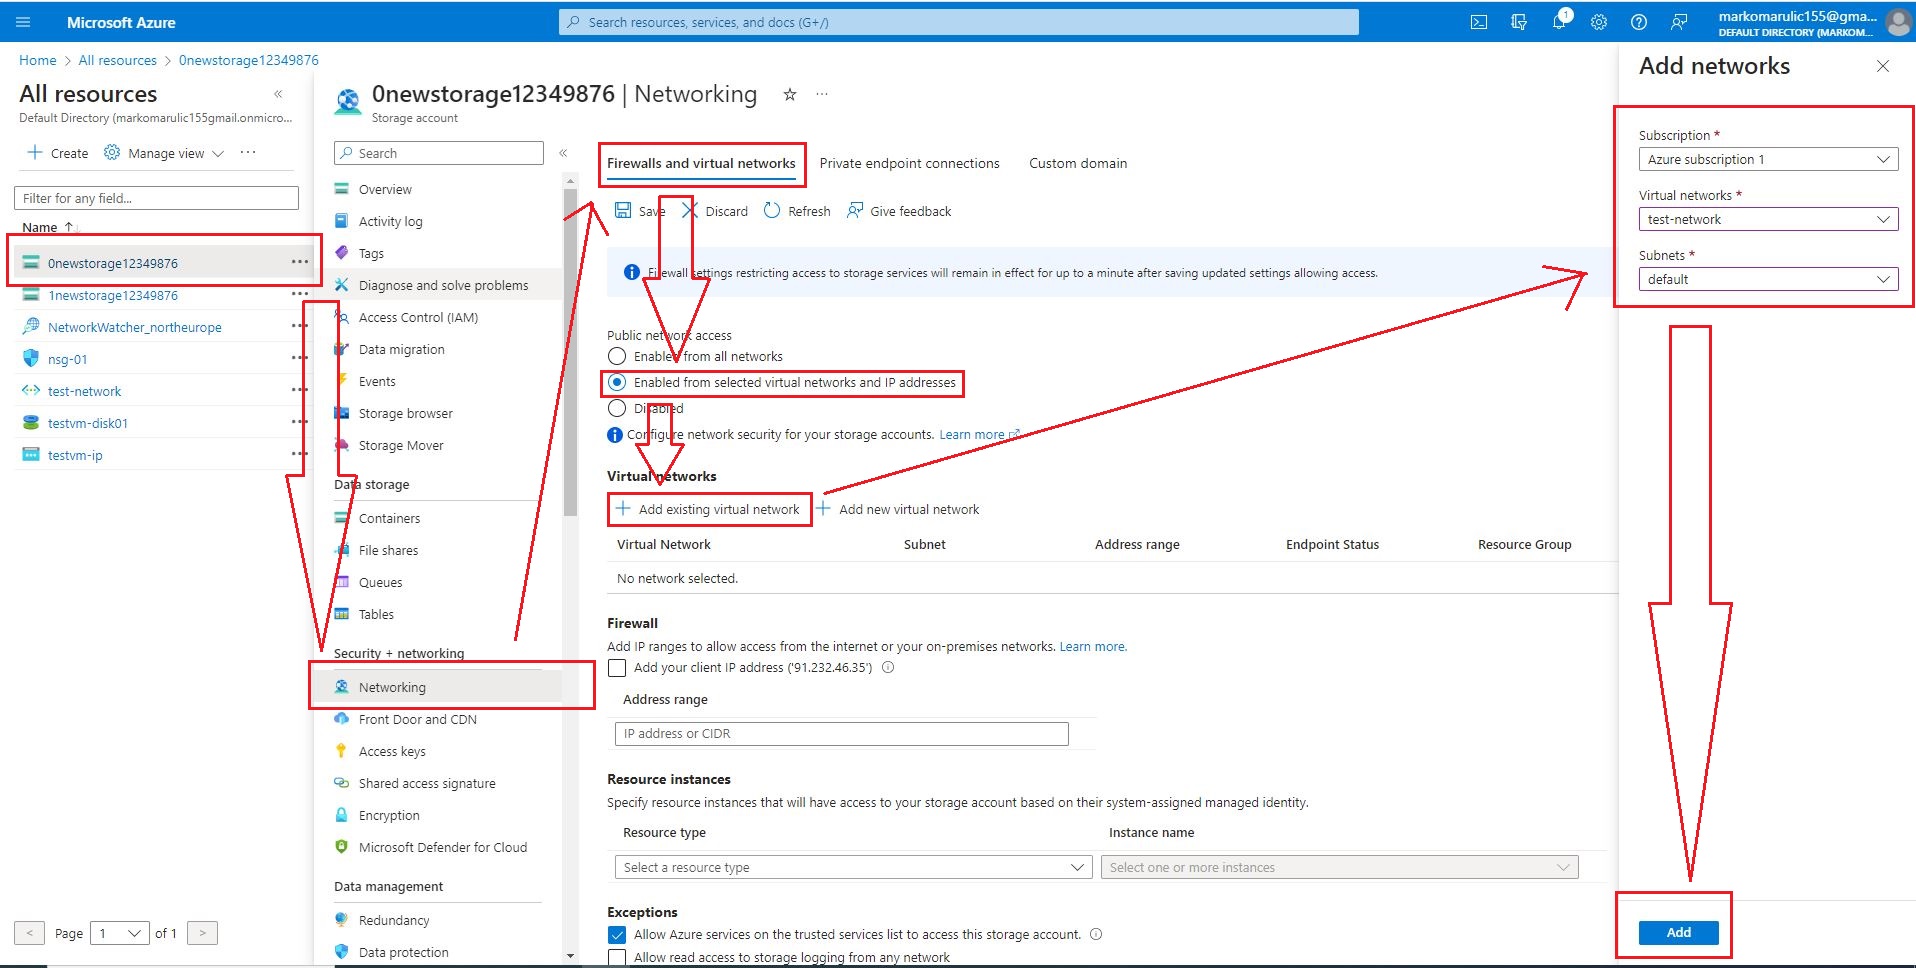 Microsoft Azure
Search resources, services, and docs (G+/)
1
markomarulic155@gma...
DEFAULT DIRECTORY (MARKOM...
Home > All resources > 0newstorage12349876
All resources
Default Directory (markomarulic155gmail.onmicro...
+ Create
Manage view
...
Filter for any field...
Name ↑↓
0newstorage12349876
1newstorage12349876
NetworkWatcher_northeurope
nsg-01
test-network
testvm-disk01
testvm-ip
< Page 1 of 1 >
0newstorage12349876 | Networking
Storage account
Search
Overview
Activity log
Tags
Diagnose and solve problems
Access Control (IAM)
Data migration
Events
Storage browser
Storage Mover
Data storage
Containers
File shares
Queues
Tables
Security + networking
Networking
Front Door and CDN
Access keys
Shared access signature
Encryption
Microsoft Defender for Cloud
Data management
Redundancy
Data protection
Firewalls and virtual networks Private endpoint connections Custom domain
Save Discard Refresh Give feedback
Firewall settings restricting access to storage services will remain in effect for up to a minute after saving updated settings allowing access.
Public network access
Enabled from all networks
Enabled from selected virtual networks and IP addresses
Disabled
Configure network security for your storage accounts. Learn more
Virtual networks
+ Add existing virtual network + Add new virtual network
Virtual Network Subnet Address range Endpoint Status Resource Group
No network selected.
Firewall
Add IP ranges to allow access from the internet or your on-premises networks. Learn more.
Add your client IP address ('91.232.46.35')
Address range
IP address or CIDR
Resource instances
Specify resource instances that will have access to your storage account based on their system-assigned managed identity.
Resource type Instance name
Select a resource type Select one or more instances
Exceptions
Allow Azure services on the trusted services list to access this storage account.
Allow read access to storage logging from any network
Add networks
Subscription *
Azure subscription 1
Virtual networks *
test-network
Subnets *
default
Add